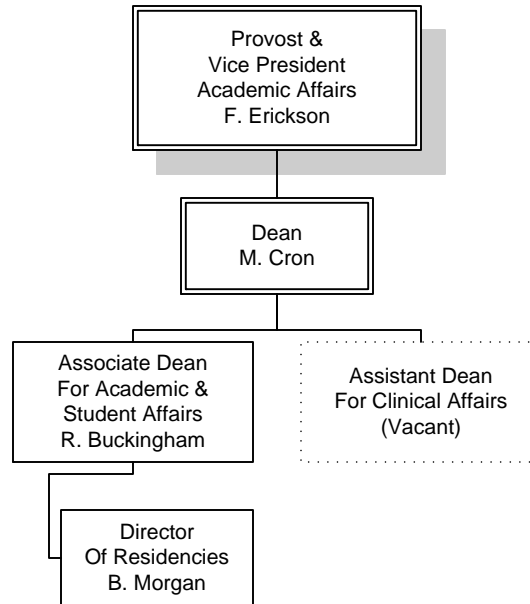 Provost &
Vice President
Academic Affairs
F. Erickson
Dean
M. Cron
Associate Dean
For Academic &
Student Affairs
R. Buckingham
Assistant Dean
For Clinical Affairs
(Vacant)
Director
Of Residencies
B. Morgan